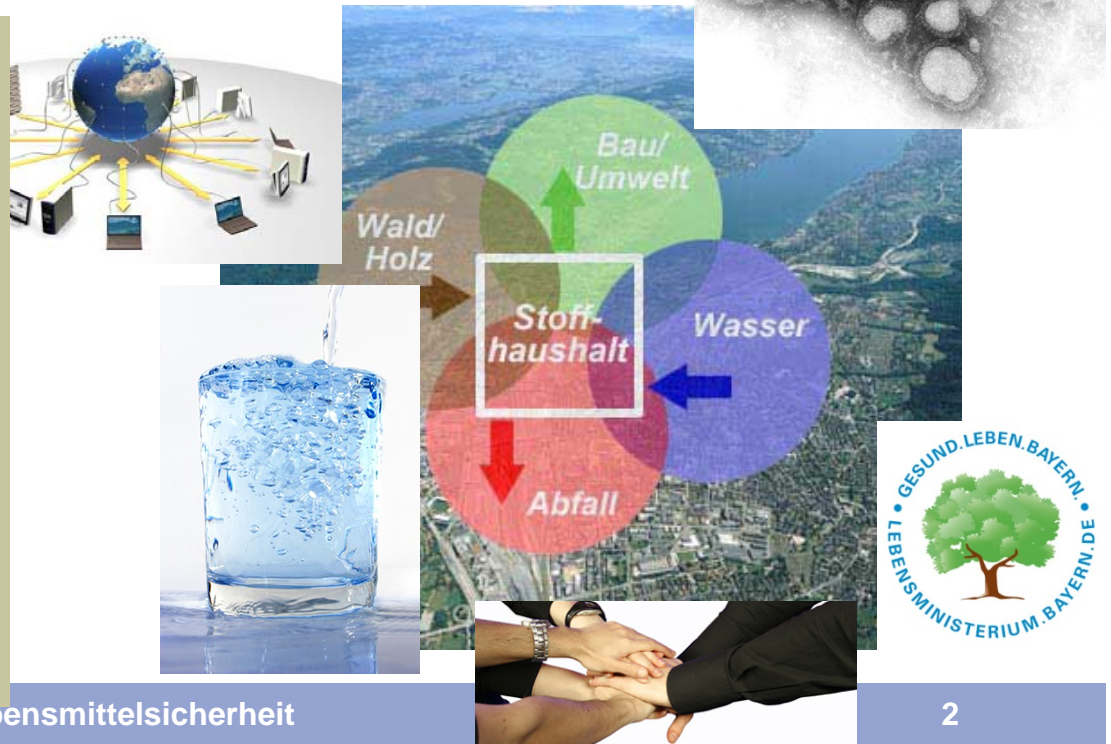 Bau/
Umwelt
Wald/
Holz
Stoff-
haushalt
Wasser
Abfall
GESUND.LEBEN.BAYERN.
LEBENSMINISTERIUM.BAYERN.DE
bensmittelsicherheit
2